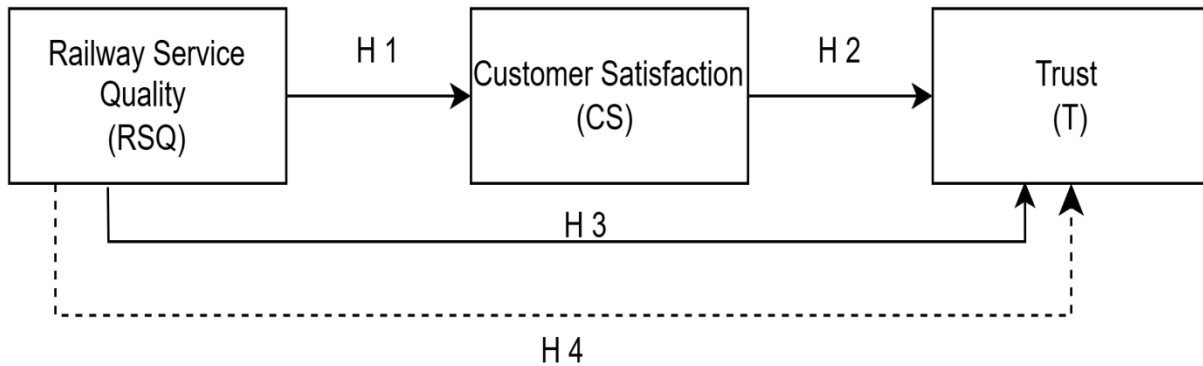 Railway Service
Quality
(RSQ)
H 1
Customer Satisfaction
(CS)
H 2
Trust
(T)
H 3
H 4